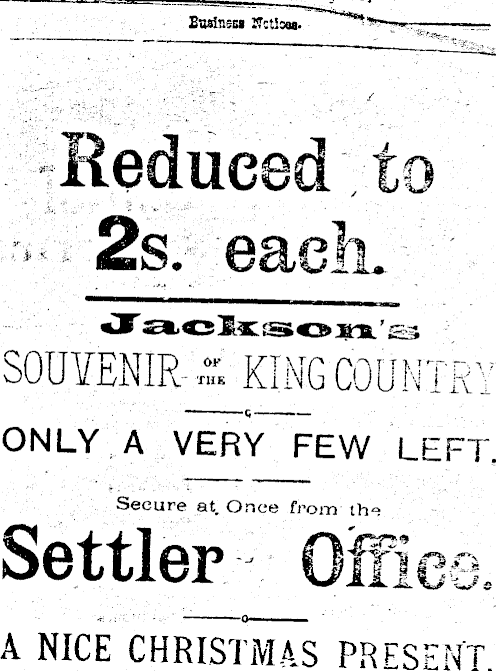 Business Notices.
Reduced to
2s. each.
Jackson's
SOUVENIR OF THE KING COUNTRY
ONLY A VERY FEW LEFT.
Secure at Once from the
Settler Office.
A NICE CHRISTMAS PRESENT.